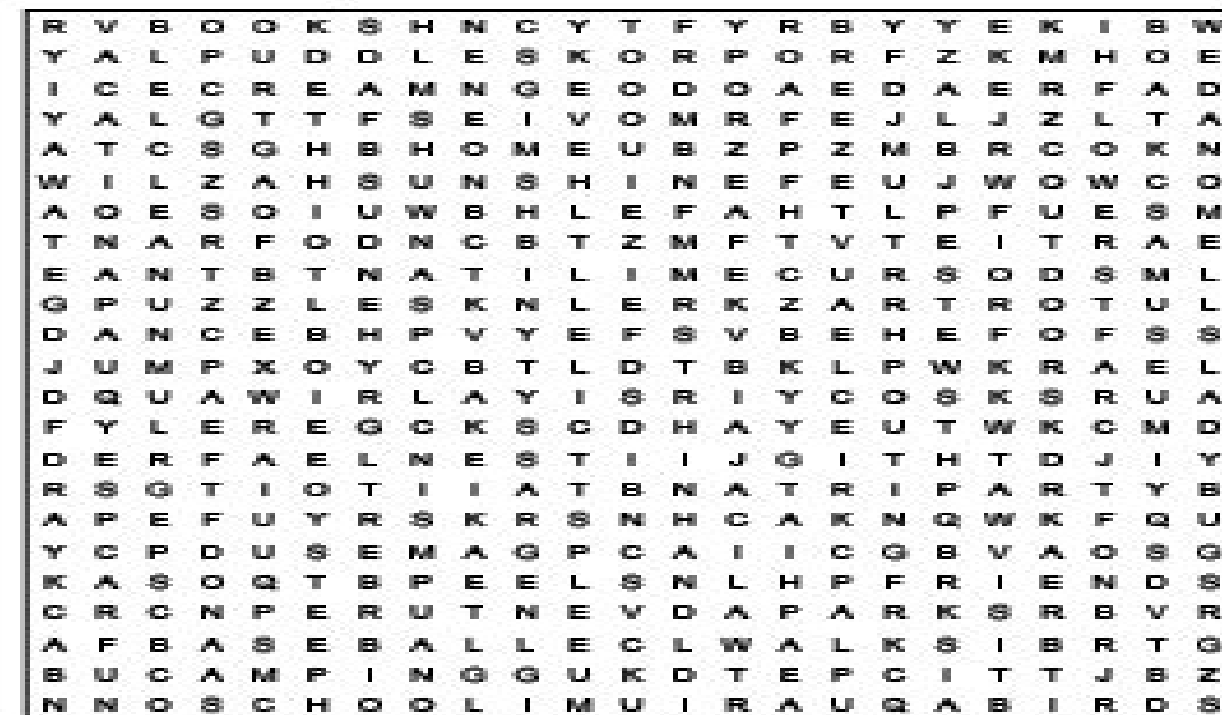 R V B O O K S H N C Y T F Y R B Y Y E K I B W
Y A L P U D D L E S K O R P O R F Z K M H O E
I C E C R E A M N G E O D O A E D A E R F A D
Y A L G T T F S E I V O M R F E J L J Z L T A
A T C S G H B H O M E U B Z P Z M B R C O K N
W I L Z A H S U N S H I N E F E U J W O W C O
A O E S O I U W B H L E F A H T L P F U E S M
T N A R F O D N C B T Z M F T V T E I T R A E
E A N T B T N A T I L I M E C U R S O D S M L
G P U Z Z L E S K N L E R K Z A R T R O T U L
D A N C E B H P V Y E F S V B E H E F O F S S
J U M P X O Y C B T L D T B K L P W K R A E L
D Q U A W I R L A Y I S R I Y C O S K S R U A
F Y L E R E G C K S C D H A Y E U T W K C M D
D E R F A E L N E S T I I J G I T H T D J I Y
R S G T I O T I I A T B N A T R I P A R T Y B
A P E F U Y R S K R S N H C A K N Q W K F Q U
Y C P D U S E M A G P C A I I C G B V A O S G
K A S O Q T B P E E L S N L H P F R I E N D S
C R C N P E R U T N E V D A P A R K S R B V R
A F B A S E B A L L E C L W A L K S I B R T G
B U C A M P I N G G U K D T E P C I T T J B Z
N N O S C H O O L I M U I R A U Q A B I R D S